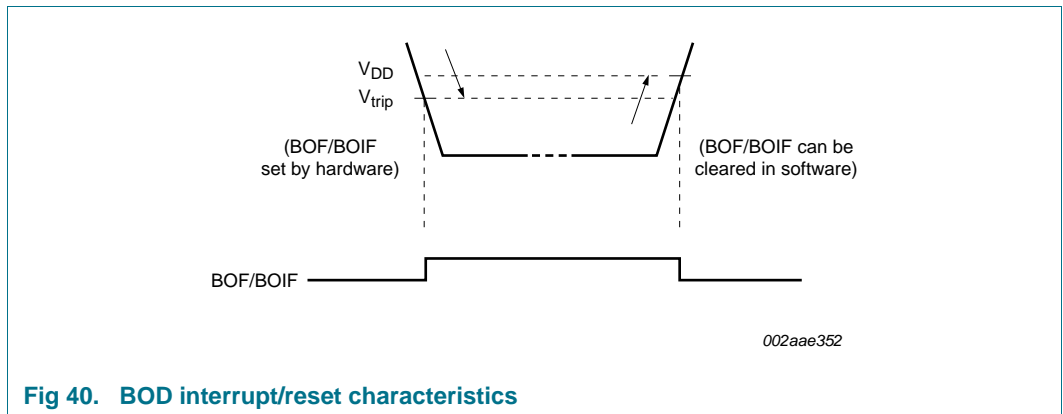 VDD
Vtrip
(BOF/BOIF
set by hardware)
(BOF/BOIF can be
cleared in software)
BOF/BOIF
002aae352
Fig 40. BOD interrupt/reset characteristics